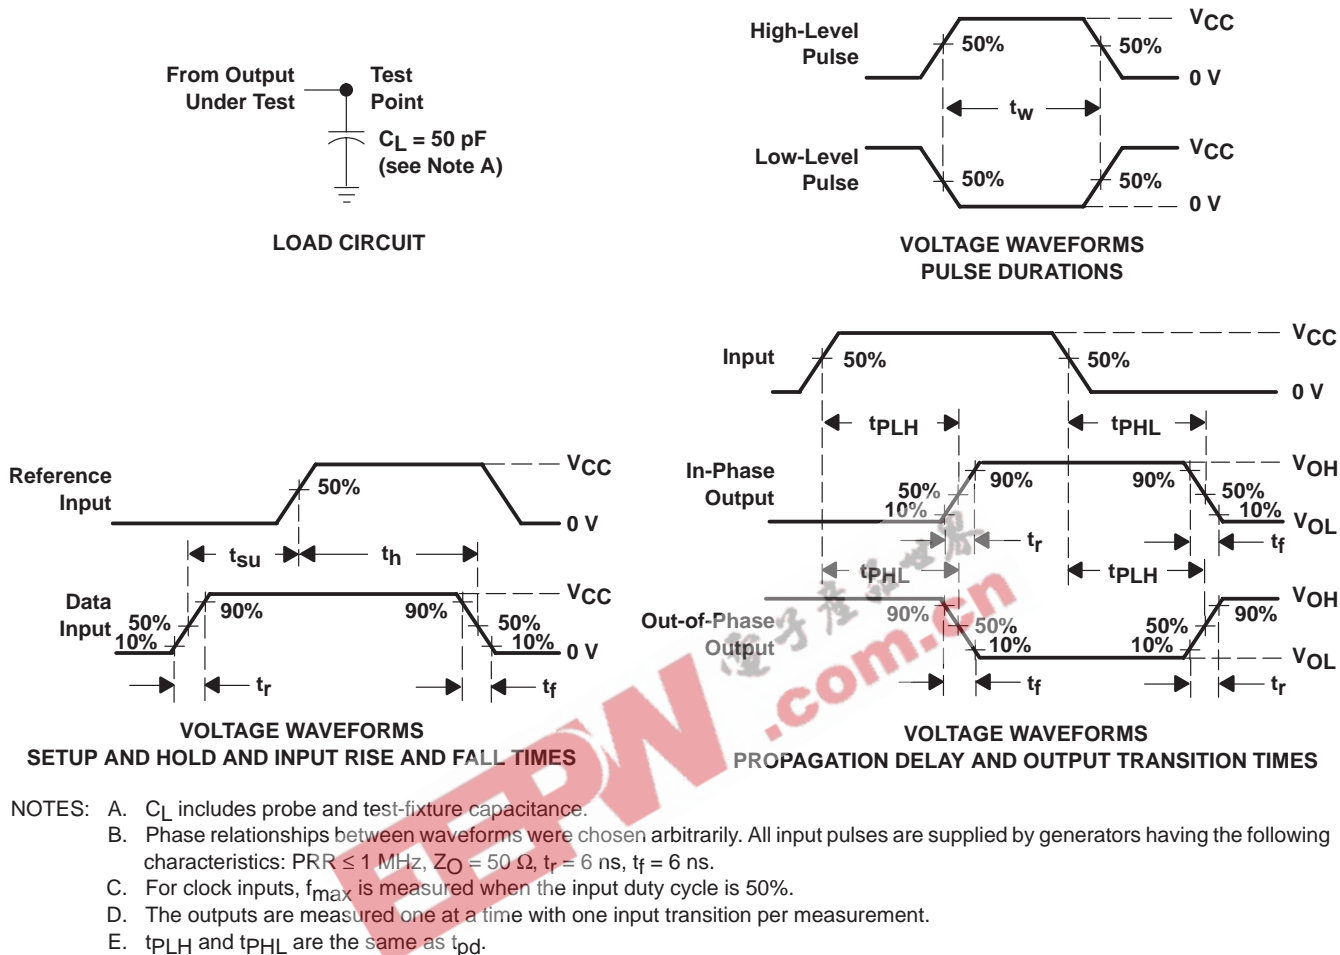 From Output
Under Test
Test
Point
CL = 50 pF
(see Note A)
LOAD CIRCUIT
High-Level
Pulse
50%
50%
VCC
0 V
tw
Low-Level
Pulse
50%
50%
VCC
0 V
VOLTAGE WAVEFORMS
PULSE DURATIONS
Reference
Input
50%
VCC
0 V
tsu
th
Data
Input
50%
10%
90%
90%
50%
10%
VCC
0 V
tr
tf
VOLTAGE WAVEFORMS
SETUP AND HOLD AND INPUT RISE AND FALL TIMES
Input
50%
50%
VCC
0 V
tPLH
tPHL
In-Phase
Output
50%
10%
90%
90%
50%
10%
VOH
VOL
tr
tf
tPHL
tPLH
Out-of-Phase
Output
90%
50%
10%
10%
50%
90%
VOH
VOL
tf
tr
VOLTAGE WAVEFORMS
PROPAGATION DELAY AND OUTPUT TRANSITION TIMES
NOTES: A. CL includes probe and test-fixture capacitance.
B. Phase relationships between waveforms were chosen arbitrarily. All input pulses are supplied by generators having the following
characteristics: PRR ≤ 1 MHz, ZO = 50 Ω, tr = 6 ns, tf = 6 ns.
C. For clock inputs, fmax is measured when the input duty cycle is 50%.
D. The outputs are measured one at a time with one input transition per measurement.
E. tPLH and tPHL are the same as tpd.
EEPW
.com.cn
電子產品世界